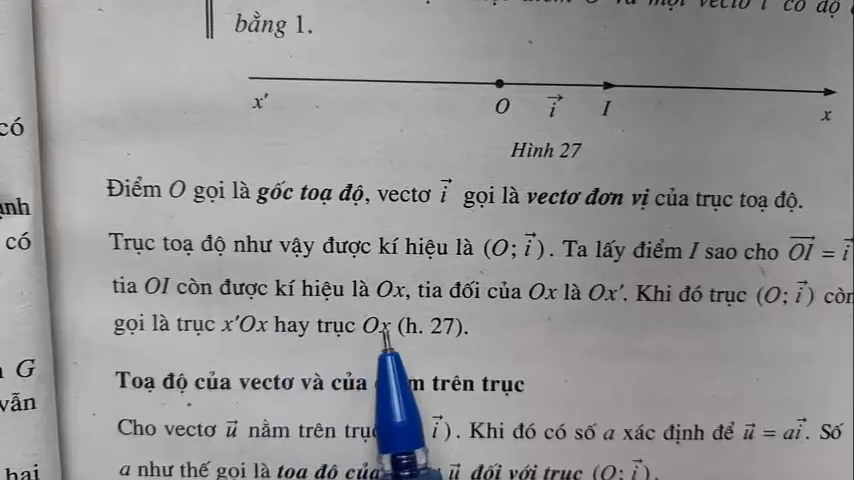 vectơ i có độ
bằng 1.
x' O i⃗ I x
Hình 27
Điểm O gọi là gốc toạ độ, vectơ i⃗ gọi là vectơ đơn vị của trục toạ độ.
Trục toạ độ như vậy được kí hiệu là (O; i⃗). Ta lấy điểm I sao cho OI⃗ = i⃗
tia OI còn được kí hiệu là Ox, tia đối của Ox là Ox'. Khi đó trục (O; i⃗) còn
gọi là trục x'Ox hay trục Ox (h. 27).
Toạ độ của vectơ và của trên trục
Cho vectơ u⃗ nằm trên i⃗). Khi đó có số a xác định để u⃗ = ai⃗. Số
a như thế gọi là toạ độ của u⃗ đối với trục (O; i⃗).
có
có
G
vẫn
hai